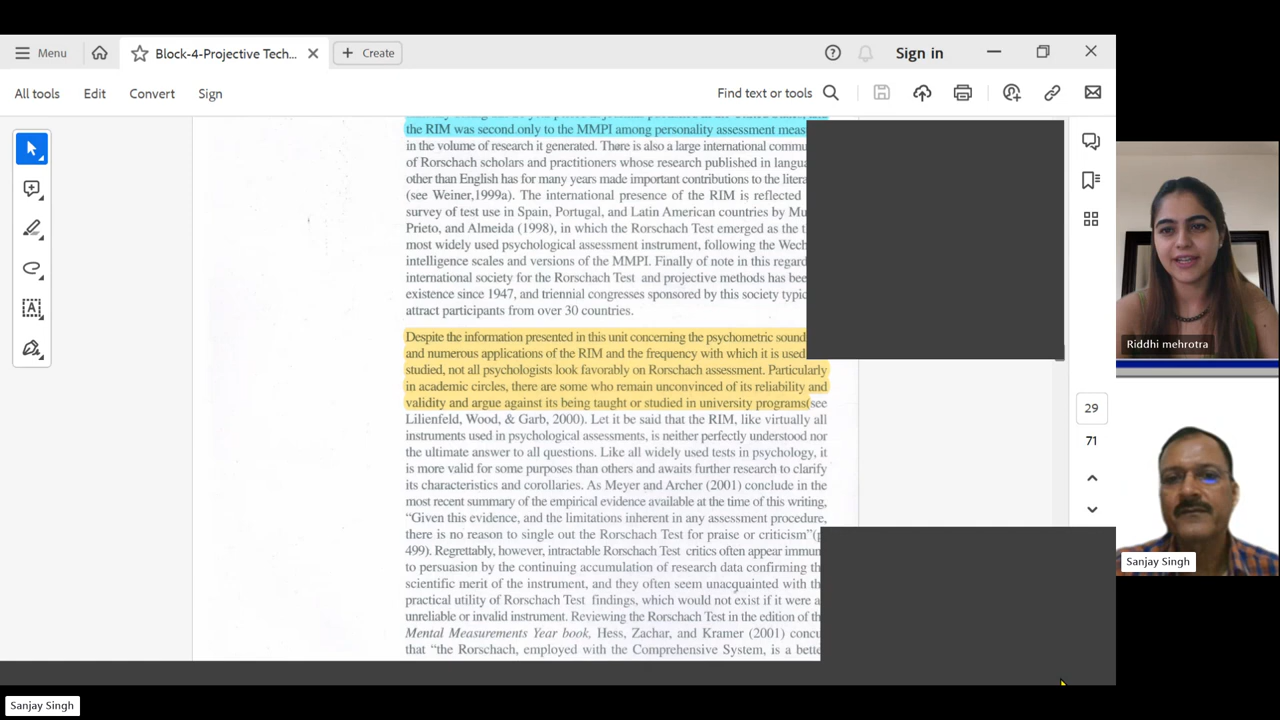 Menu
Block-4-Projective Tech...
Create
Sign in
All tools
Edit
Convert
Sign
Find text or tools
the RIM was second only to the MMPI among personality assessment meas
in the volume of research it generated. There is also a large international commu
of Rorschach scholars and practitioners whose research published in langua
other than English has for many years made important contributions to the litera
(see Weiner,1999a). The international presence of the RIM is reflected
survey of test use in Spain, Portugal, and Latin American countries by Mu
Prieto, and Almeida (1998), in which the Rorschach Test emerged as the t
most widely used psychological assessment instrument, following the Wech
intelligence scales and versions of the MMPI. Finally of note in this regard
international society for the Rorschach Test and projective methods has bee
existence since 1947, and triennial congresses sponsored by this society typic
attract participants from over 30 countries.
Despite the information presented in this unit concerning the psychometric sound
and numerous applications of the RIM and the frequency with which it is used
studied, not all psychologists look favorably on Rorschach assessment. Particularly
in academic circles, there are some who remain unconvinced of its reliability and
validity and argue against its being taught or studied in university programs(see
Lilienfeld, Wood, & Garb, 2000). Let it be said that the RIM, like virtually all
instruments used in psychological assessments, is neither perfectly understood nor
the ultimate answer to all questions. Like all widely used tests in psychology, it
is more valid for some purposes than others and awaits further research to clarify
its characteristics and corollaries. As Meyer and Archer (2001) conclude in the
most recent summary of the empirical evidence available at the time of this writing,
“Given this evidence, and the limitations inherent in any assessment procedure,
there is no reason to single out the Rorschach Test for praise or criticism”(p
499). Regrettably, however, intractable Rorschach Test critics often appear immun
to persuasion by the continuing accumulation of research data confirming th
scientific merit of the instrument, and they often seem unacquainted with th
practical utility of Rorschach Test findings, which would not exist if it were a
unreliable or invalid instrument. Reviewing the Rorschach Test in the edition of th
Mental Measurements Year book, Hess, Zachar, and Kramer (2001) concu
that “the Rorschach, employed with the Comprehensive System, is a bette
29
71
Riddhi mehrotra
Sanjay Singh
Sanjay Singh